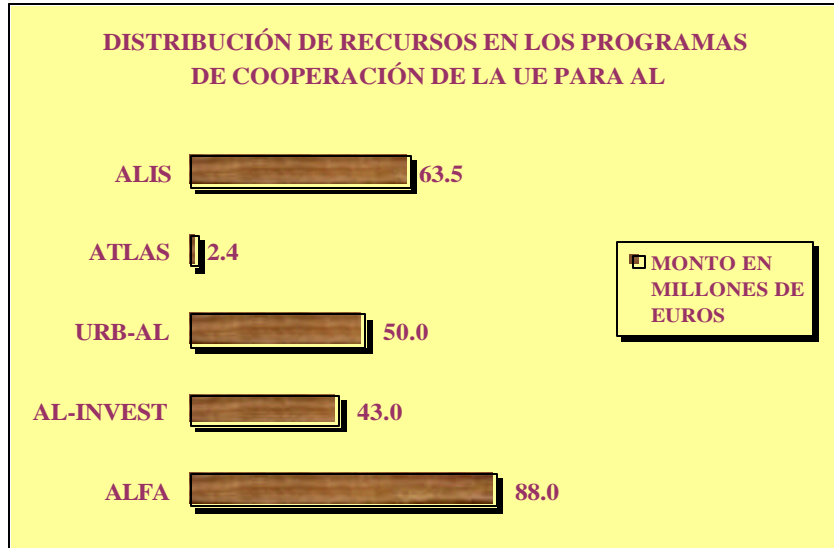 DISTRIBUCIÓN DE RECURSOS EN LOS PROGRAMAS
DE COOPERACIÓN DE LA UE PARA AL
ALIS 63.5
ATLAS 2.4
URB-AL 50.0
AL-INVEST 43.0
ALFA 88.0
MONTO EN
MILLONES DE
EUROS